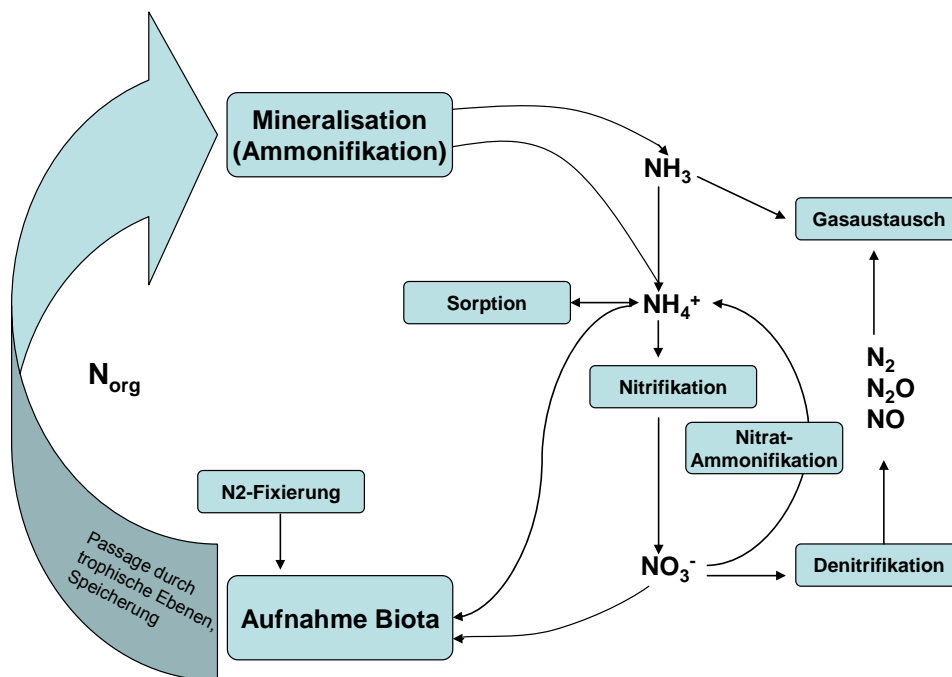 Mineralisation
(Ammonifikation)
NH₃
Gasaustausch
Sorption
NH₄⁺
N₂
N₂O
NO
Nitrifikation
N_org
Nitrat-
Ammonifikation
N2-Fixierung
Passage durch
trophische Ebenen,
Speicherung
NO₃⁻
Denitrifikation
Aufnahme Biota